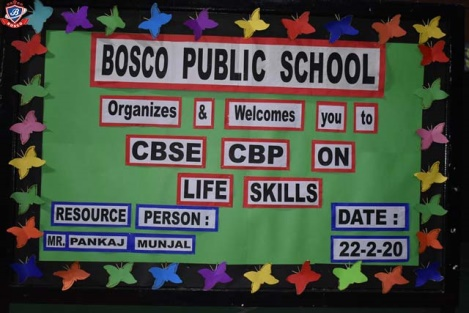 BOSCO PUBLIC SCHOOL
Organizes & Welcomes you to
CBSE CBP ON
LIFE SKILLS
RESOURCE PERSON :
MR. PANKAJ MUNJAL
DATE :
22-2-20